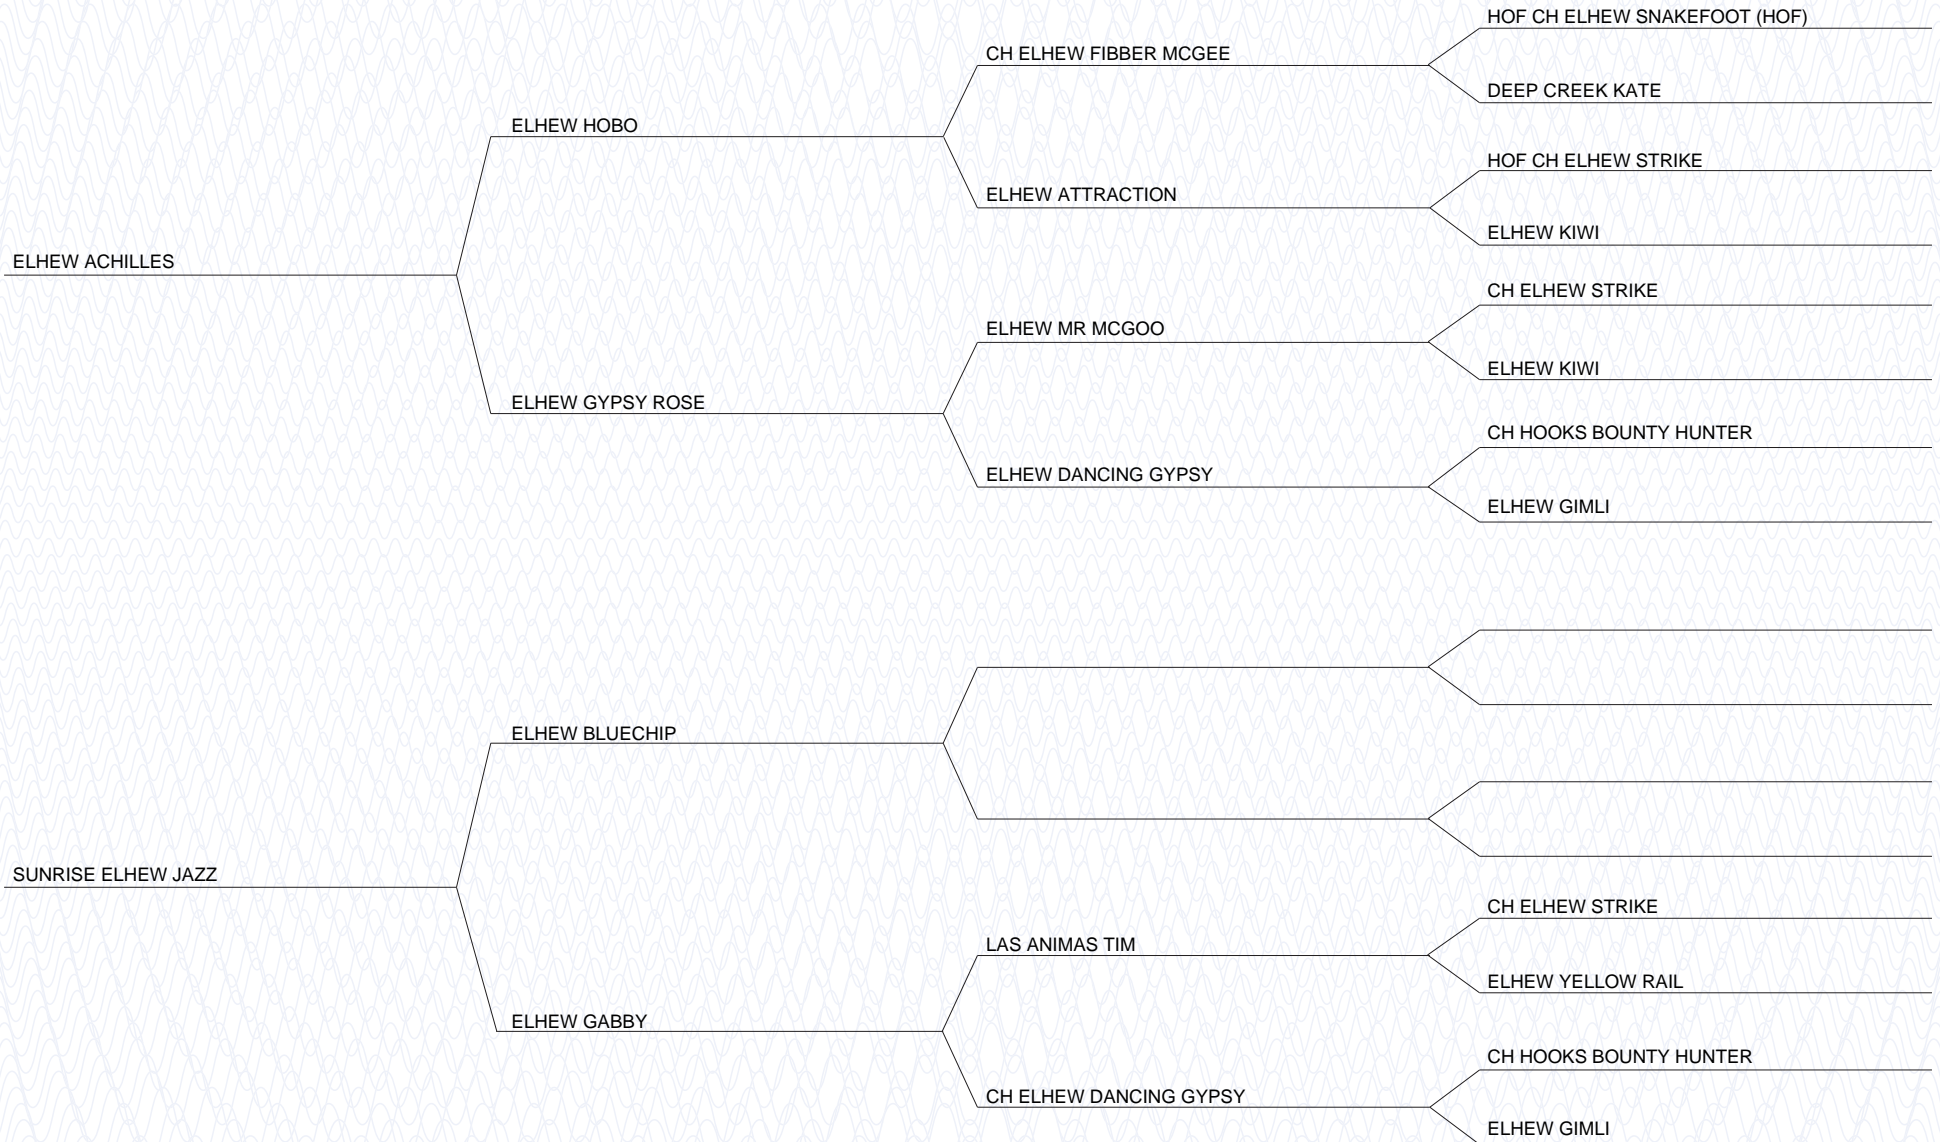 HOF CH ELHEW SNAKEFOOT (HOF)
CH ELHEW FIBBER MCGEE
DEEP CREEK KATE
ELHEW HOBO
HOF CH ELHEW STRIKE
ELHEW ATTRACTION
ELHEW KIWI
ELHEW ACHILLES
CH ELHEW STRIKE
ELHEW MR MCGOO
ELHEW KIWI
ELHEW GYPSY ROSE
CH HOOKS BOUNTY HUNTER
ELHEW DANCING GYPSY
ELHEW GIMLI
ELHEW BLUECHIP
SUNRISE ELHEW JAZZ
CH ELHEW STRIKE
LAS ANIMAS TIM
ELHEW YELLOW RAIL
ELHEW GABBY
CH HOOKS BOUNTY HUNTER
CH ELHEW DANCING GYPSY
ELHEW GIMLI